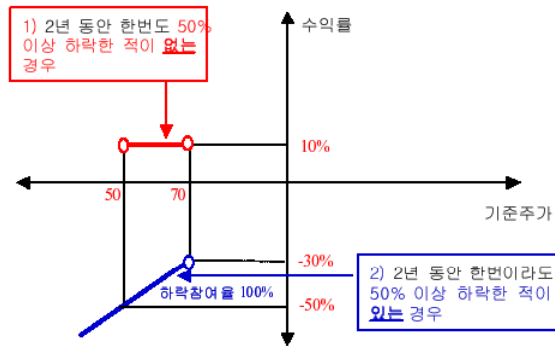 1) 2년 동안 한번도 50%
이상 하락한 적이 없는
경우
수익률
10%
50
70
기준주가
-30%
하락참여율 100%
-50%
2) 2년 동안 한번이라도
50% 이상 하락한 적이
있는 경우